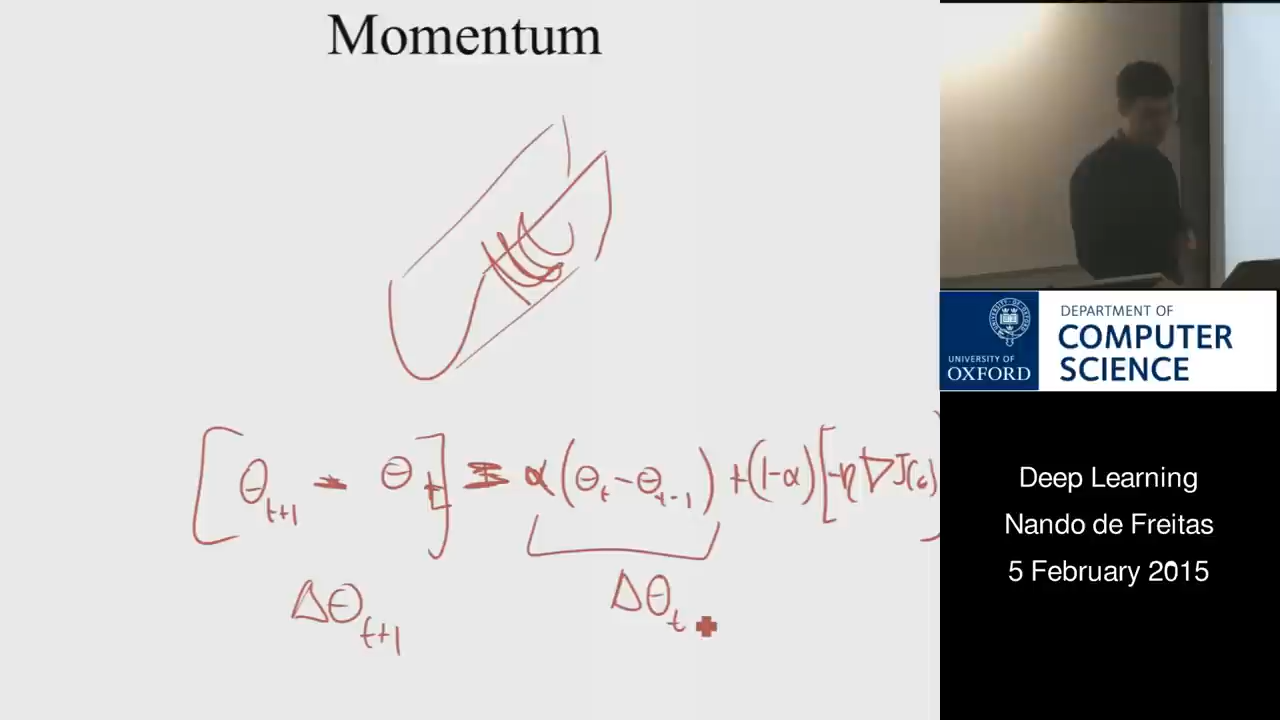 Momentum
[θt+1 - θt] = α(θt - θt-1) + (1-α)[-η∇J(θ)
Δθt+1
Δθt
UNIVERSITY OF
OXFORD
DEPARTMENT OF
COMPUTER
SCIENCE
Deep Learning
Nando de Freitas
5 February 2015